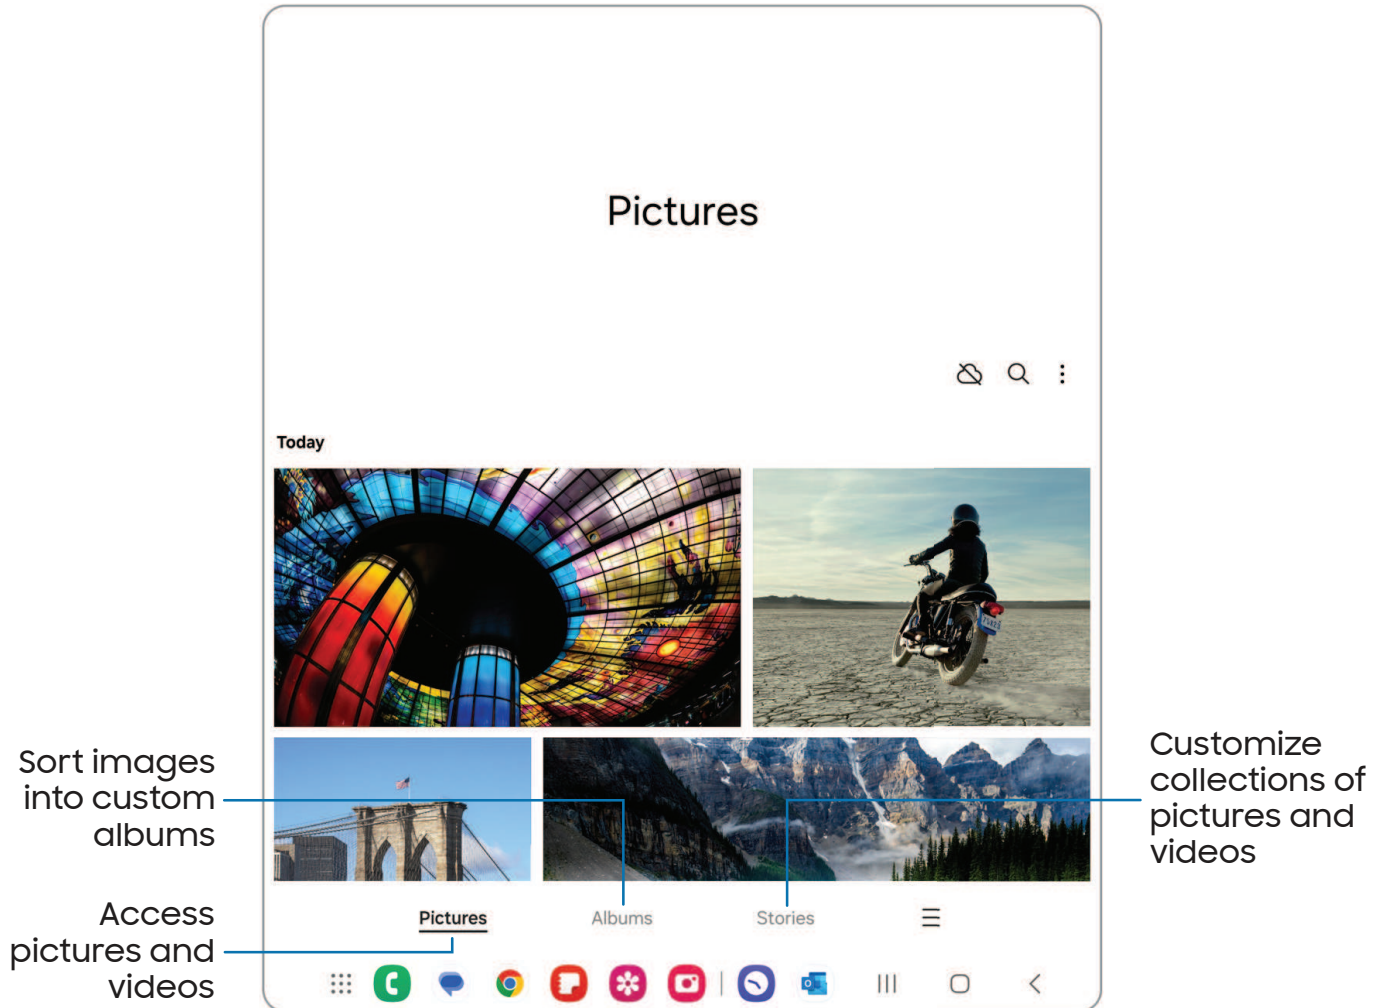 Pictures
Today
Sort images
into custom
albums
Customize
collections of
pictures and
videos
Access
pictures and
videos
Pictures
Albums
Stories